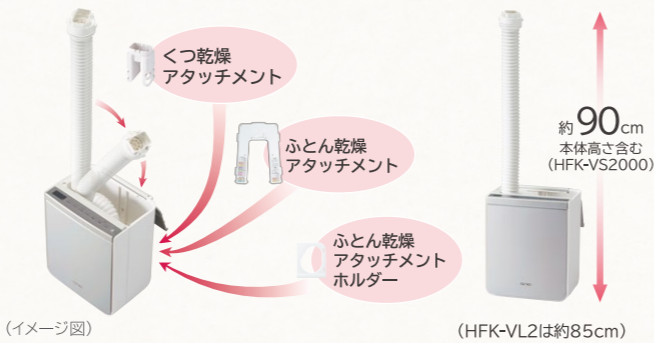 くつ乾燥
アタッチメント
ふとん乾燥
アタッチメント
ふとん乾燥
アタッチメント
ホルダー
(イメージ図)
約90cm
本体高さ含む
(HFK-VS2000)
(HFK-VL2は約85cm)